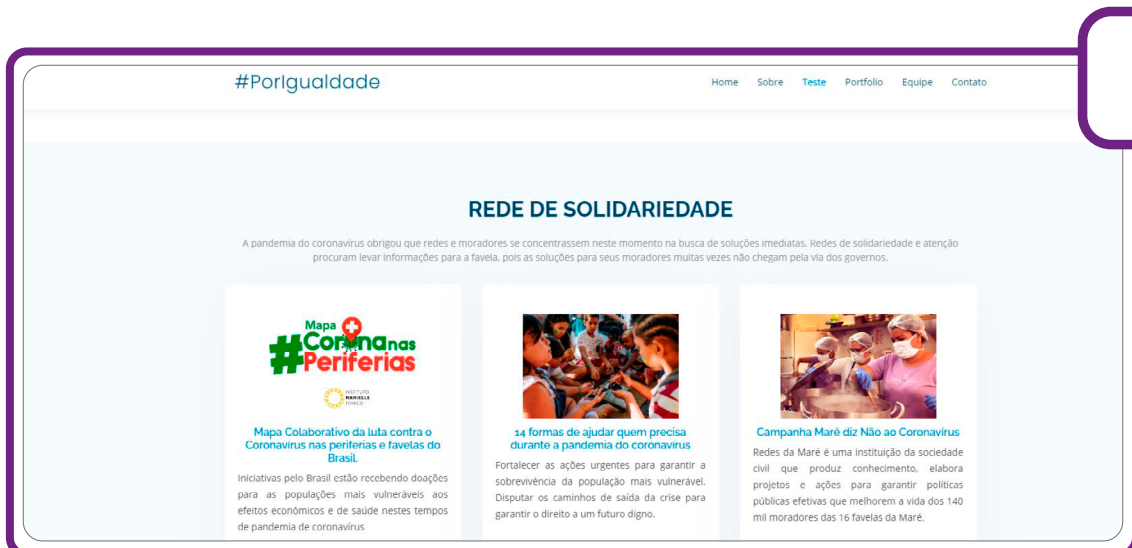 #PorIgualdade
Home Sobre Teste Portfolio Equipe Contato
REDE DE SOLIDARIEDADE
A pandemia do coronavírus obrigou que redes e moradores se concentrassem neste momento na busca de soluções imediatas. Redes de solidariedade e atenção
procuram levar informações para a favela, pois as soluções para seus moradores muitas vezes não chegam pela via dos governos.
Mapa
#Corona nas
Periferias
INSTITUTO
MARIELLE
FRANCO
Mapa Colaborativo da luta contra o
Coronavírus nas periferias e favelas do
Brasil.
Iniciativas pelo Brasil estão recebendo doações
para as populações mais vulneráveis aos
efeitos econômicos e de saúde nestes tempos
de pandemia de coronavírus
14 formas de ajudar quem precisa
durante a pandemia do coronavírus
Fortalecer as ações urgentes para garantir a
sobrevivência da população mais vulnerável.
Disputar os caminhos de saída da crise para
garantir o direito a um futuro digno.
Campanha Maré diz Não ao Coronavírus
Redes da Maré é uma instituição da sociedade
civil que produz conhecimento, elabora
projetos e ações para garantir políticas
públicas efetivas que melhorem a vida dos 140
mil moradores das 16 favelas da Maré.